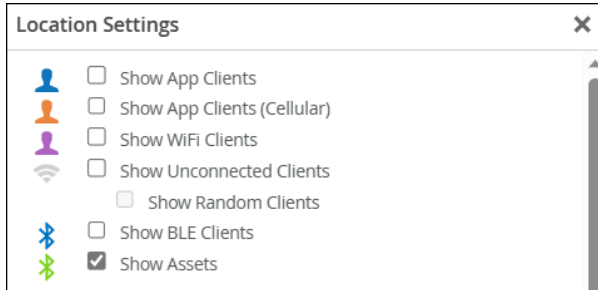 Location Settings
Show App Clients
Show App Clients (Cellular)
Show WiFi Clients
Show Unconnected Clients
Show Random Clients
Show BLE Clients
Show Assets